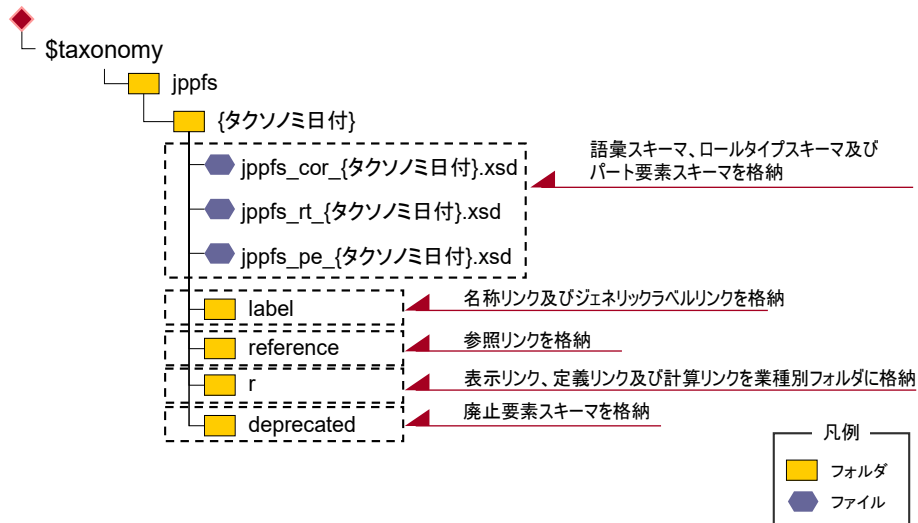 $taxonomy
jppfs
{タクソノミ日付}
jppfs_cor_{タクソノミ日付}.xsd
jppfs_rt_{タクソノミ日付}.xsd
jppfs_pe_{タクソノミ日付}.xsd
語彙スキーマ、ロールタイプスキーマ及び
パート要素スキーマを格納
label
名称リンク及びジェネリックラベルリンクを格納
reference
参照リンクを格納
r
表示リンク、定義リンク及び計算リンクを業種別フォルダに格納
deprecated
廃止要素スキーマを格納
凡例
フォルダ
ファイル